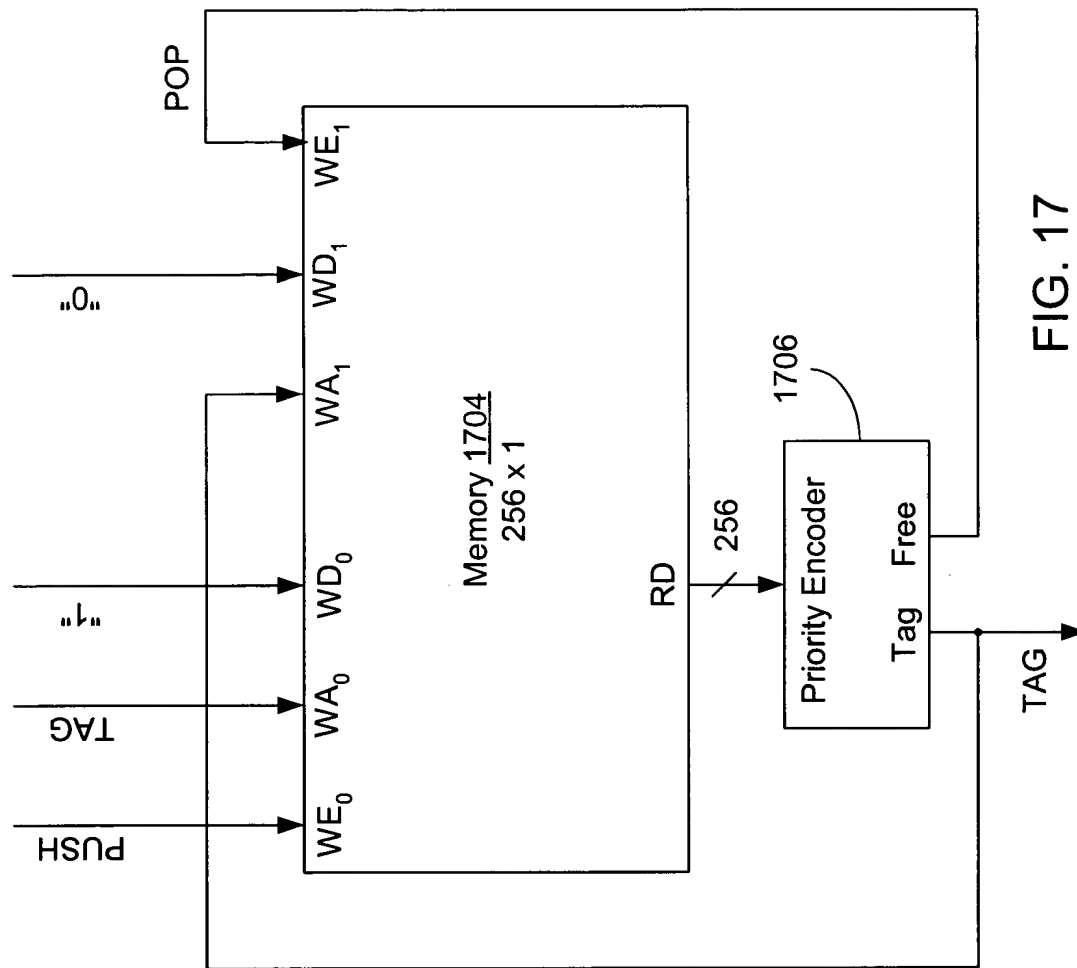 POP
PUSH
TAG
"1"
"0"
WE₀
WA₀
WD₀
WA₁
WD₁
WE₁
Memory 1704
256 x 1
RD
256
1706
Priority Encoder
Tag Free
TAG
FIG. 17